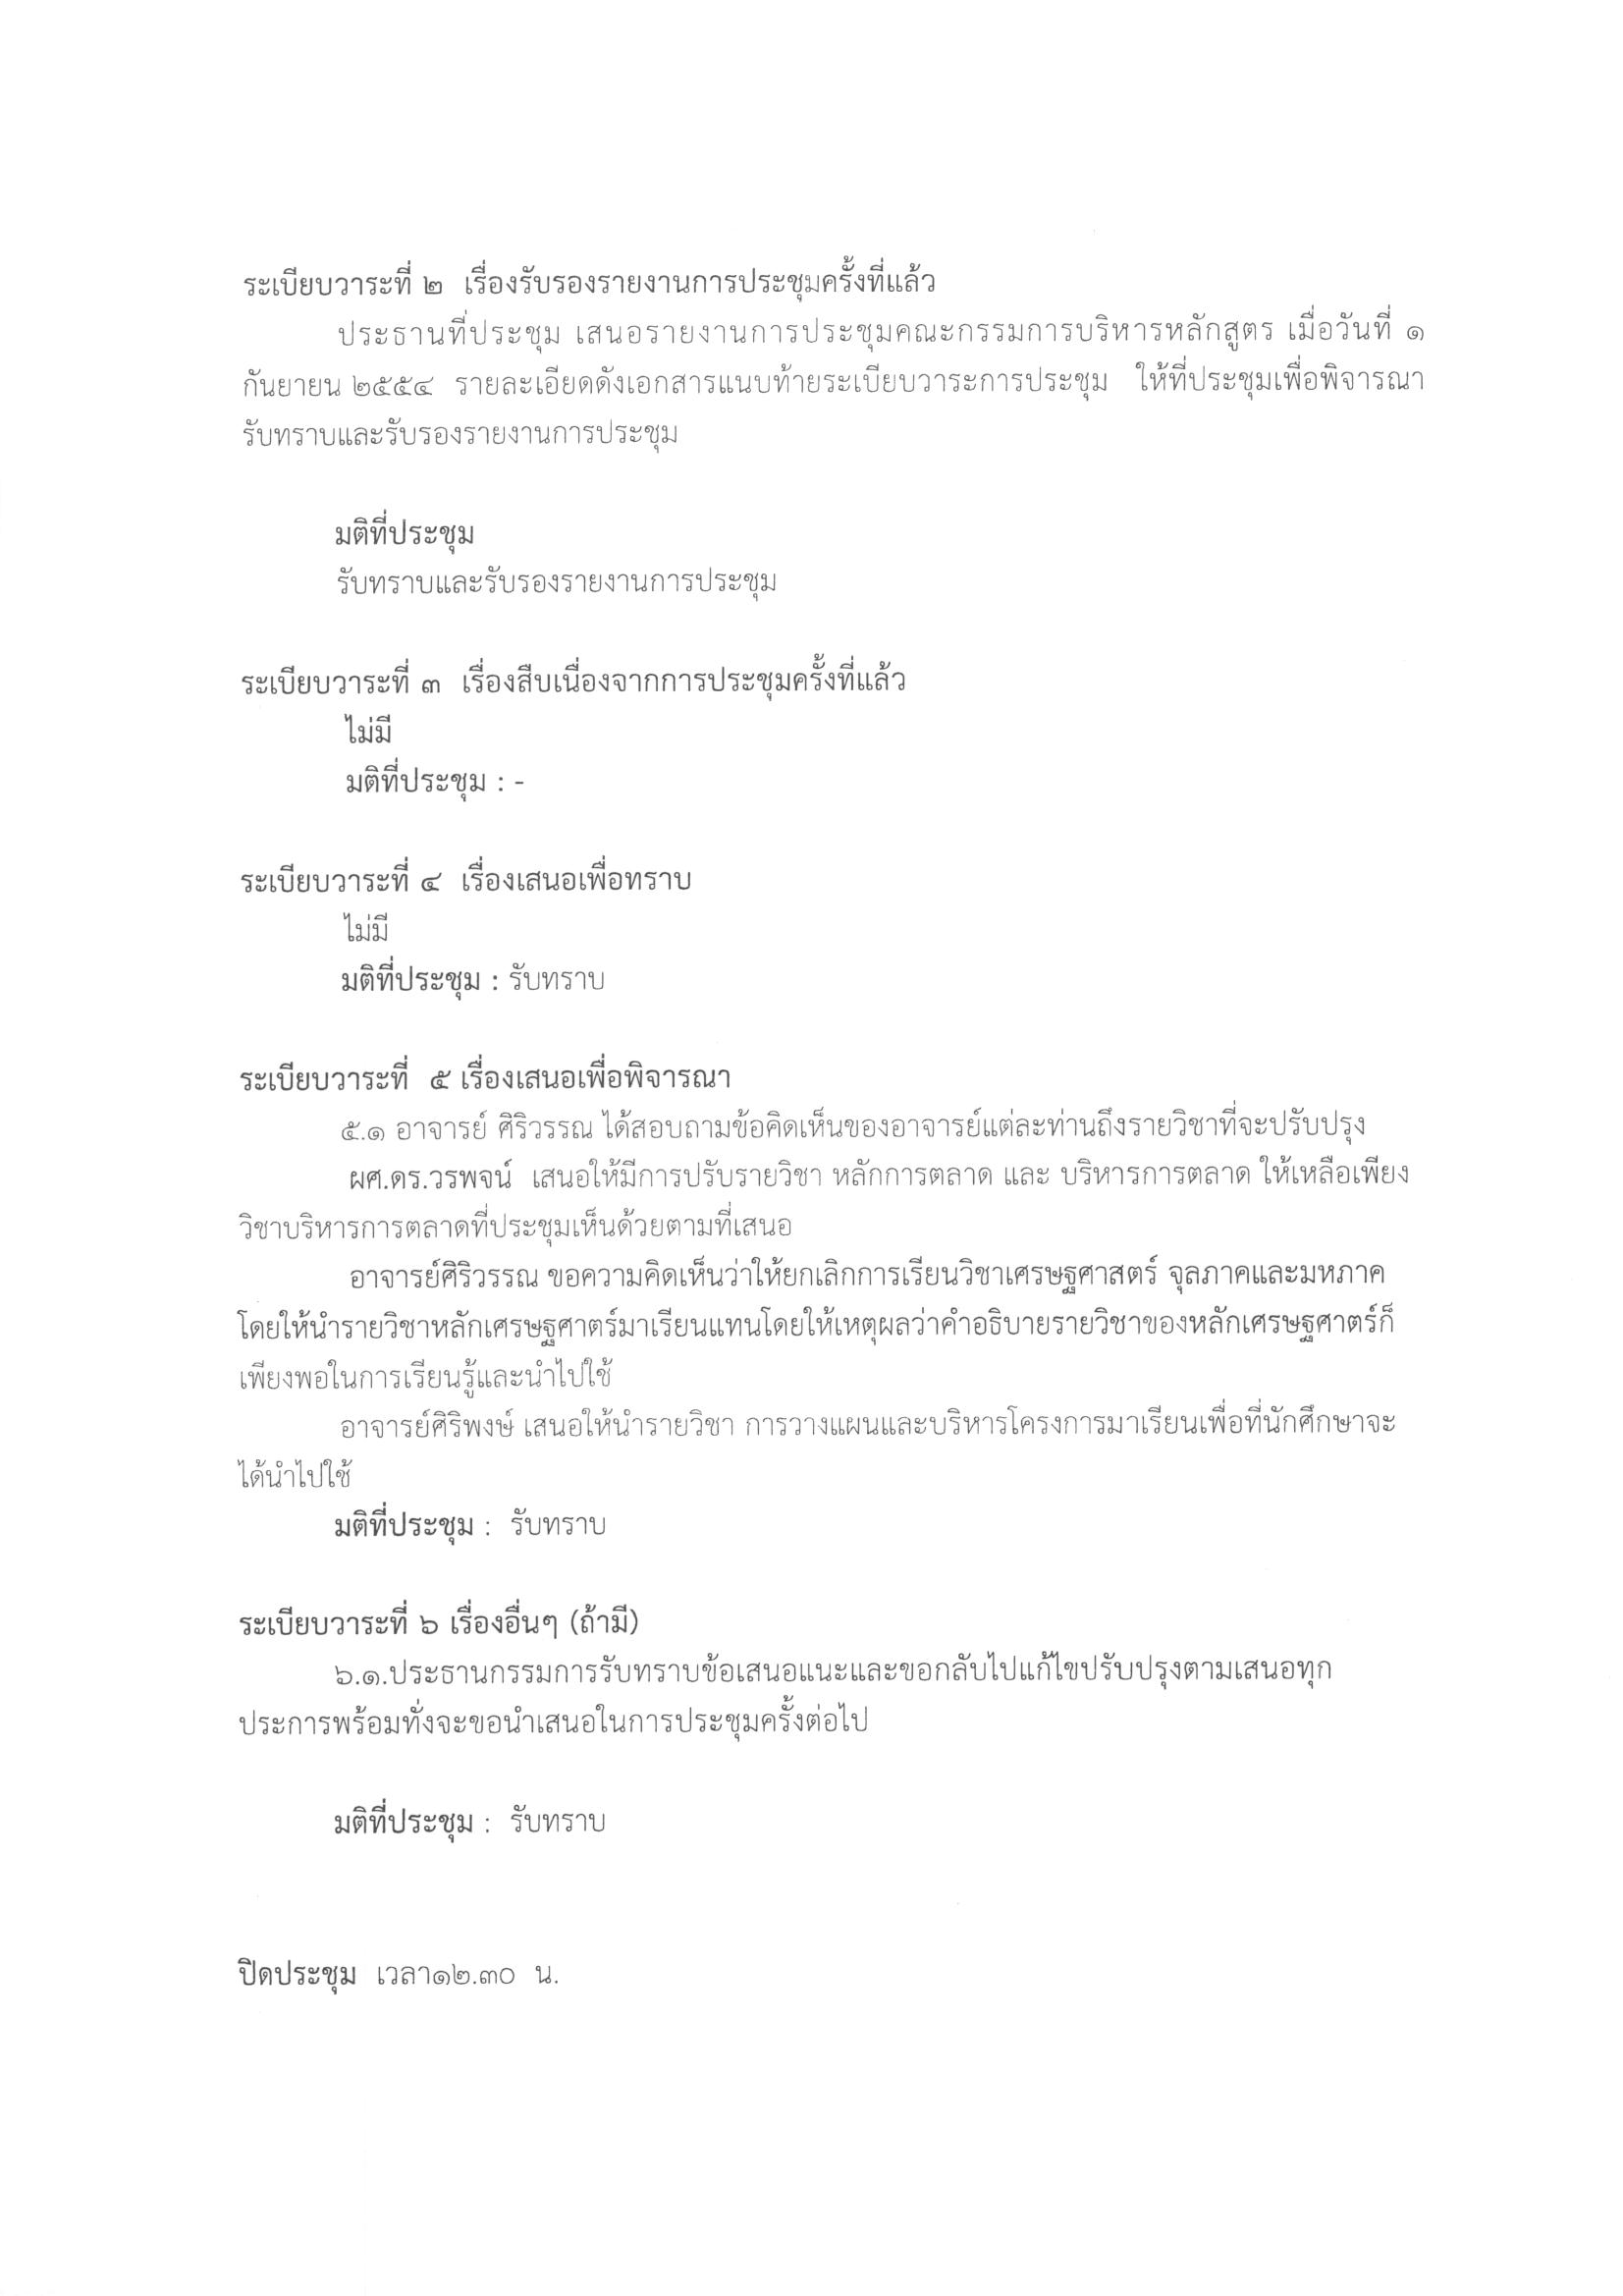 ระเบียบวาระที่ ๒ เรื่องรับรองรายงานการประชุมครั้งที่แล้ว
ประธานที่ประชุม เสนอรายงานการประชุมคณะกรรมการบริหารหลักสูตร เมื่อวันที่ ๑
กันยายน ๒๕๕๔ รายละเอียดดังเอกสารแนบท้ายระเบียบวาระการประชุม ให้ที่ประชุมเพื่อพิจารณา
รับทราบและรับรองรายงานการประชุม
มติที่ประชุม
รับทราบและรับรองรายงานการประชุม
ระเบียบวาระที่ ๓ เรื่องสืบเนื่องจากการประชุมครั้งที่แล้ว
ไม่มี
มติที่ประชุม : -
ระเบียบวาระที่ ๔ เรื่องเสนอเพื่อทราบ
ไม่มี
มติที่ประชุม : รับทราบ
ระเบียบวาระที่ ๕ เรื่องเสนอเพื่อพิจารณา
๕.๑ อาจารย์ ศิริวรรณ ได้สอบถามข้อคิดเห็นของอาจารย์แต่ละท่านถึงรายวิชาที่จะปรับปรุง
ผศ.ดร.วรพจน์ เสนอให้มีการปรับรายวิชา หลักการตลาด และ บริหารการตลาด ให้เหลือเพียง
วิชาบริหารการตลาดที่ประชุมเห็นด้วยตามที่เสนอ
อาจารย์ศิริวรรณ ขอความคิดเห็นว่าให้ยกเลิกการเรียนวิชาเศรษฐศาสตร์ จุลภาคและมหภาค
โดยให้นำรายวิชาหลักเศรษฐศาตร์มาเรียนแทนโดยให้เหตุผลว่าคำอธิบายรายวิชาของหลักเศรษฐศาตร์ก็
เพียงพอในการเรียนรู้และนำไปใช้
อาจารย์ศิริพงษ์ เสนอให้นำรายวิชา การวางแผนและบริหารโครงการมาเรียนเพื่อที่นักศึกษาจะ
ได้นำไปใช้
มติที่ประชุม : รับทราบ
ระเบียบวาระที่ ๖ เรื่องอื่นๆ (ถ้ามี)
๖.๑.ประธานกรรมการรับทราบข้อเสนอแนะและขอกลับไปแก้ไขปรับปรุงตามเสนอทุก
ประการพร้อมทั่งจะขอนำเสนอในการประชุมครั้งต่อไป
มติที่ประชุม : รับทราบ
ปิดประชุม เวลา๑๒.๓๐ น.